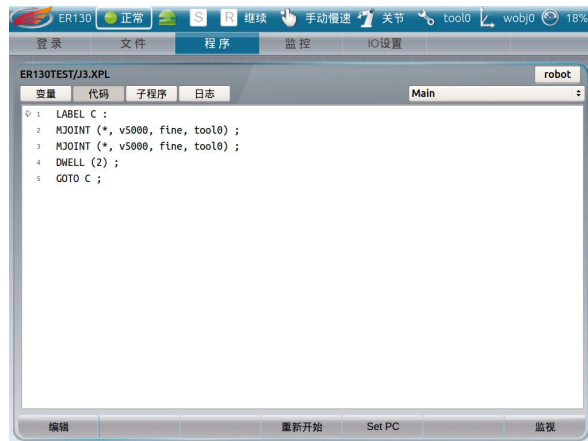 ER130 正常 S R 继续 手动慢速 关节 tool0 wobj0 18%
登录 文件 程序 监控 IO设置
ER130TEST/J3.XPL robot
变量 代码 子程序 日志 Main
1 LABEL C :
2 MJOINT (*, v5000, fine, tool0) ;
3 MJOINT (*, v5000, fine, tool0) ;
4 DWELL (2) ;
5 GOTO C ;
编辑 重新开始 Set PC 监视